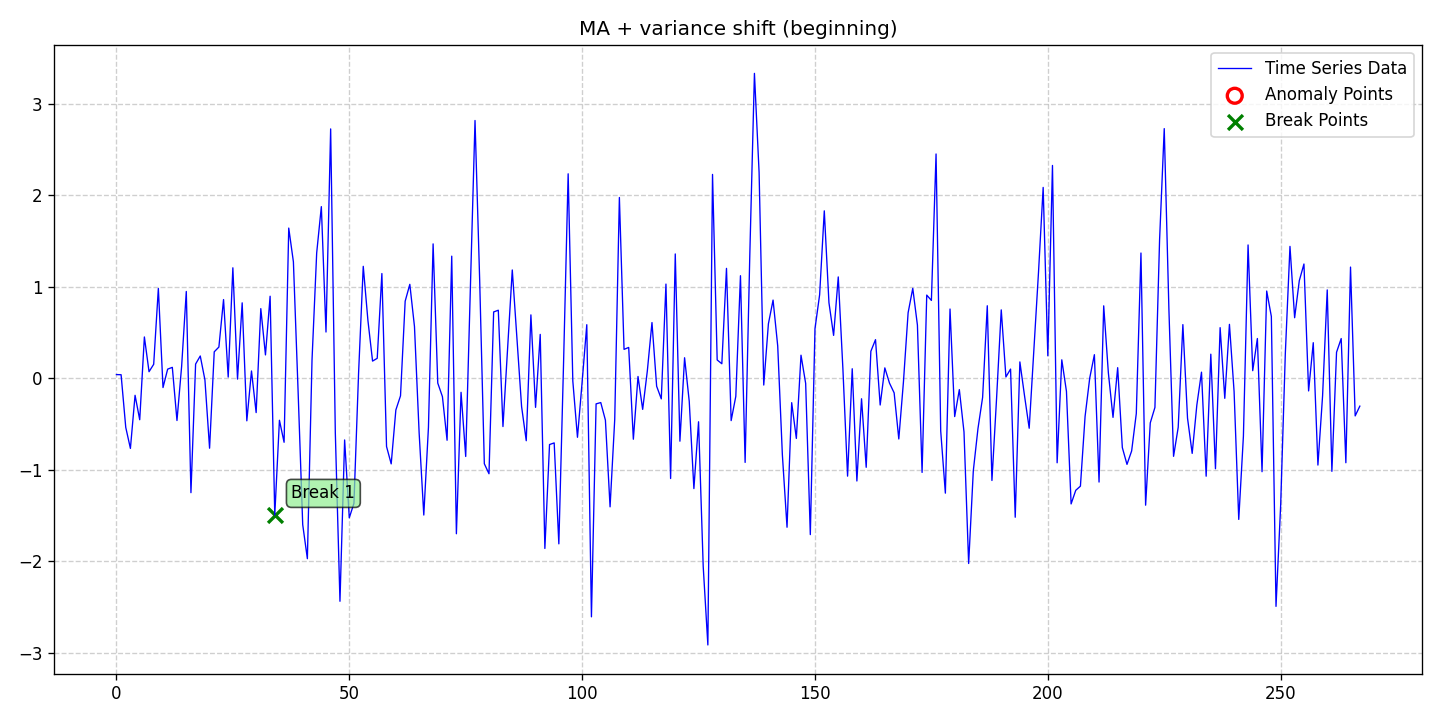 MA + variance shift (beginning)
Time Series Data
Anomaly Points
Break Points
3
2
1
0
−1
Break 1
−2
−3
0 50 100 150 200 250